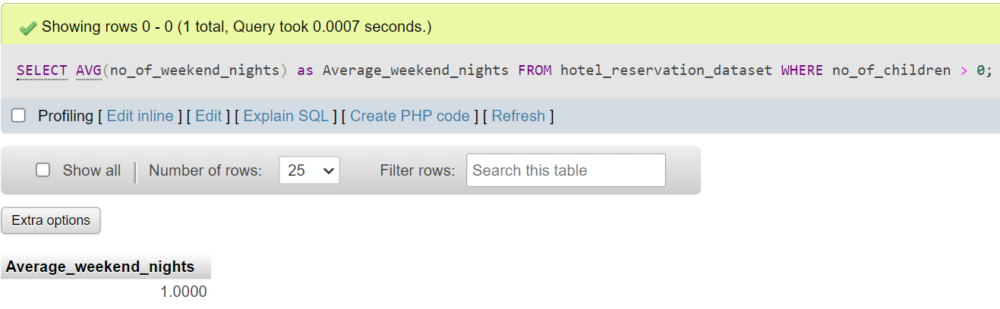 Showing rows 0 - 0 (1 total, Query took 0.0007 seconds.)
SELECT AVG(no_of_weekend_nights) as Average_weekend_nights FROM hotel_reservation_dataset WHERE no_of_children > 0;
Profiling [ Edit inline ] [ Edit ] [ Explain SQL ] [ Create PHP code ] [ Refresh ]
Show all | Number of rows: 25 Filter rows: Search this table
Extra options
Average_weekend_nights
1.0000